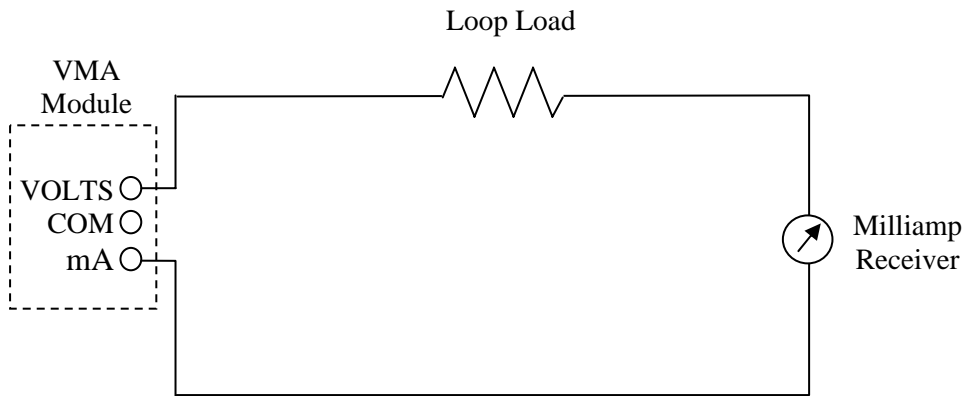 Loop Load
VMA
Module
VOLTS
COM
mA
Milliamp
Receiver